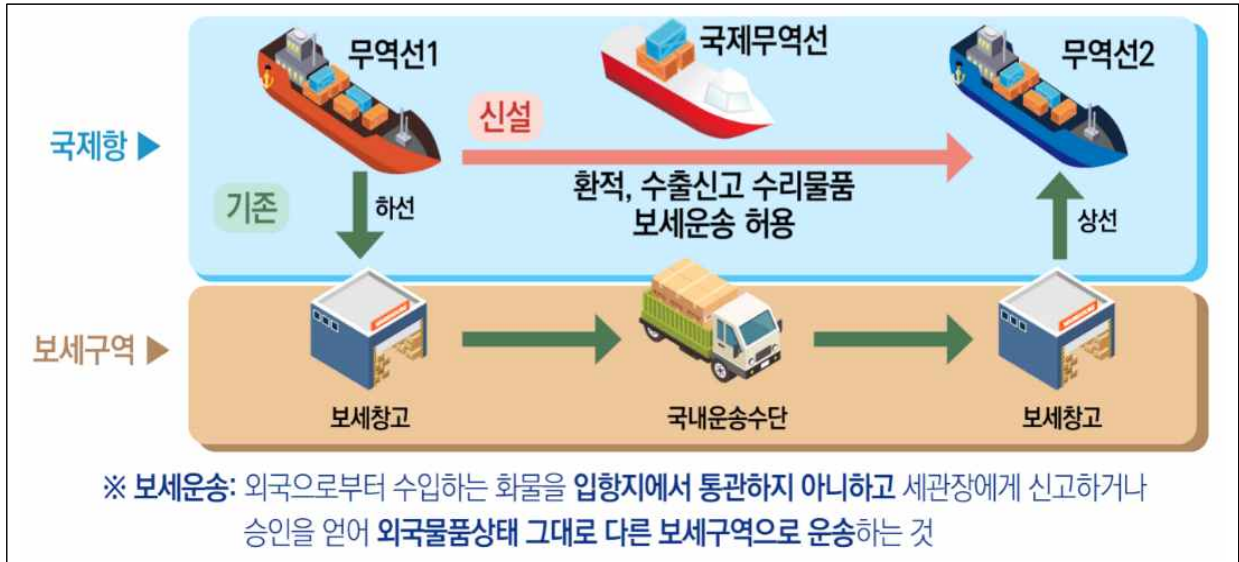 무역선1
국제무역선
무역선2
신설
국제항 ▶
환적, 수출신고 수리물품
보세운송 허용
기존
하선
상선
보세구역 ▶
보세창고
국내운송수단
보세창고
※ 보세운송: 외국으로부터 수입하는 화물을 입항지에서 통관하지 아니하고 세관장에게 신고하거나
승인을 얻어 외국물품상태 그대로 다른 보세구역으로 운송하는 것